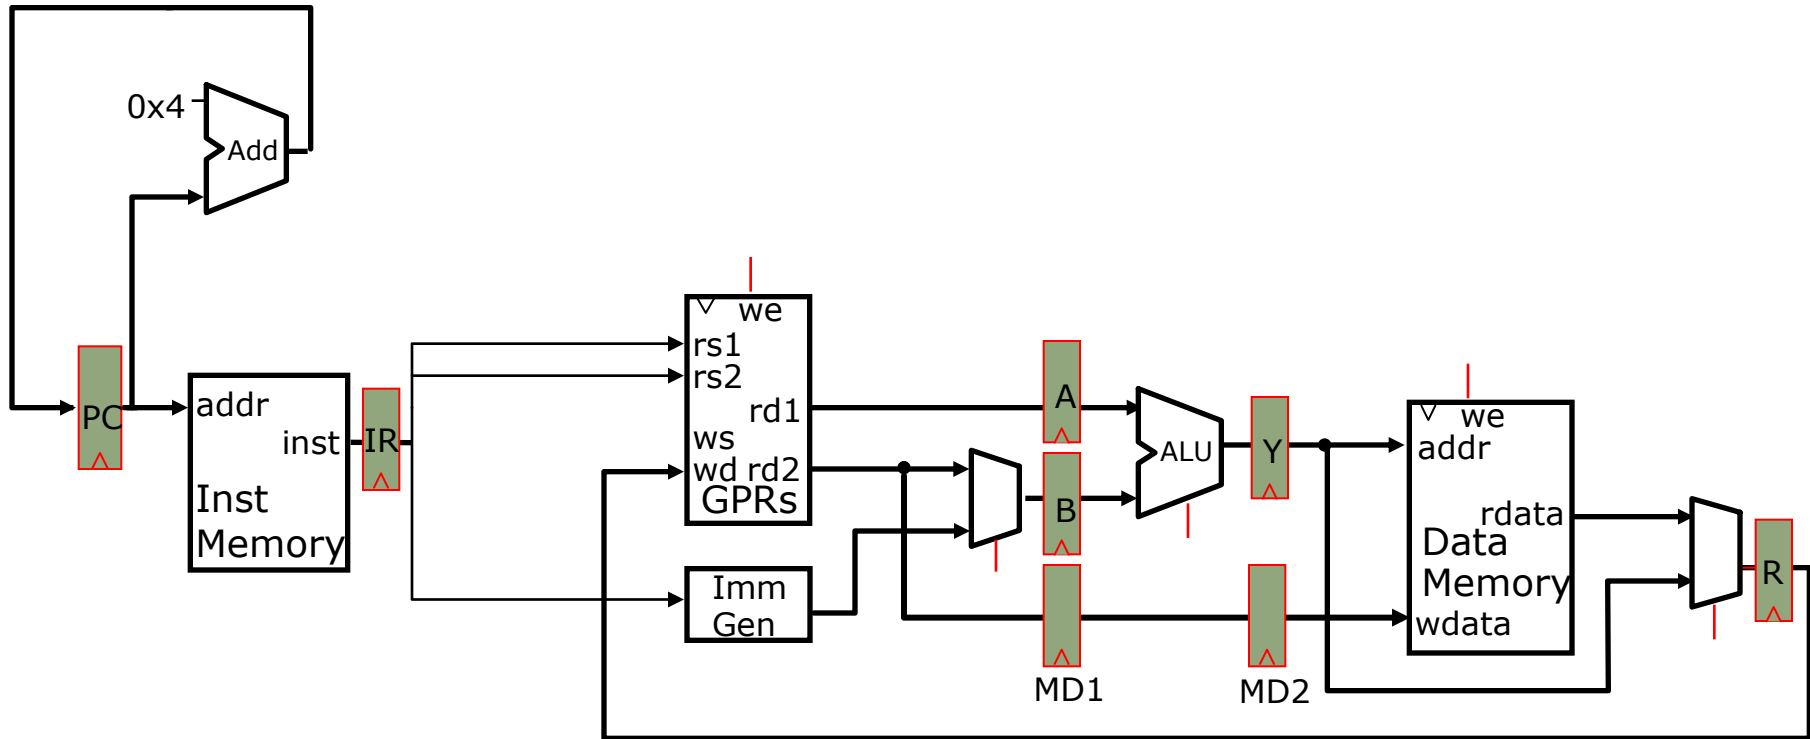 0x4
Add
PC
addr
inst
Inst
Memory
IR
we
rs1
rs2
rd1
ws
wd rd2
GPRs
Imm
Gen
A
B
MD1
ALU
Y
MD2
we
addr
rdata
Data
Memory
wdata
R